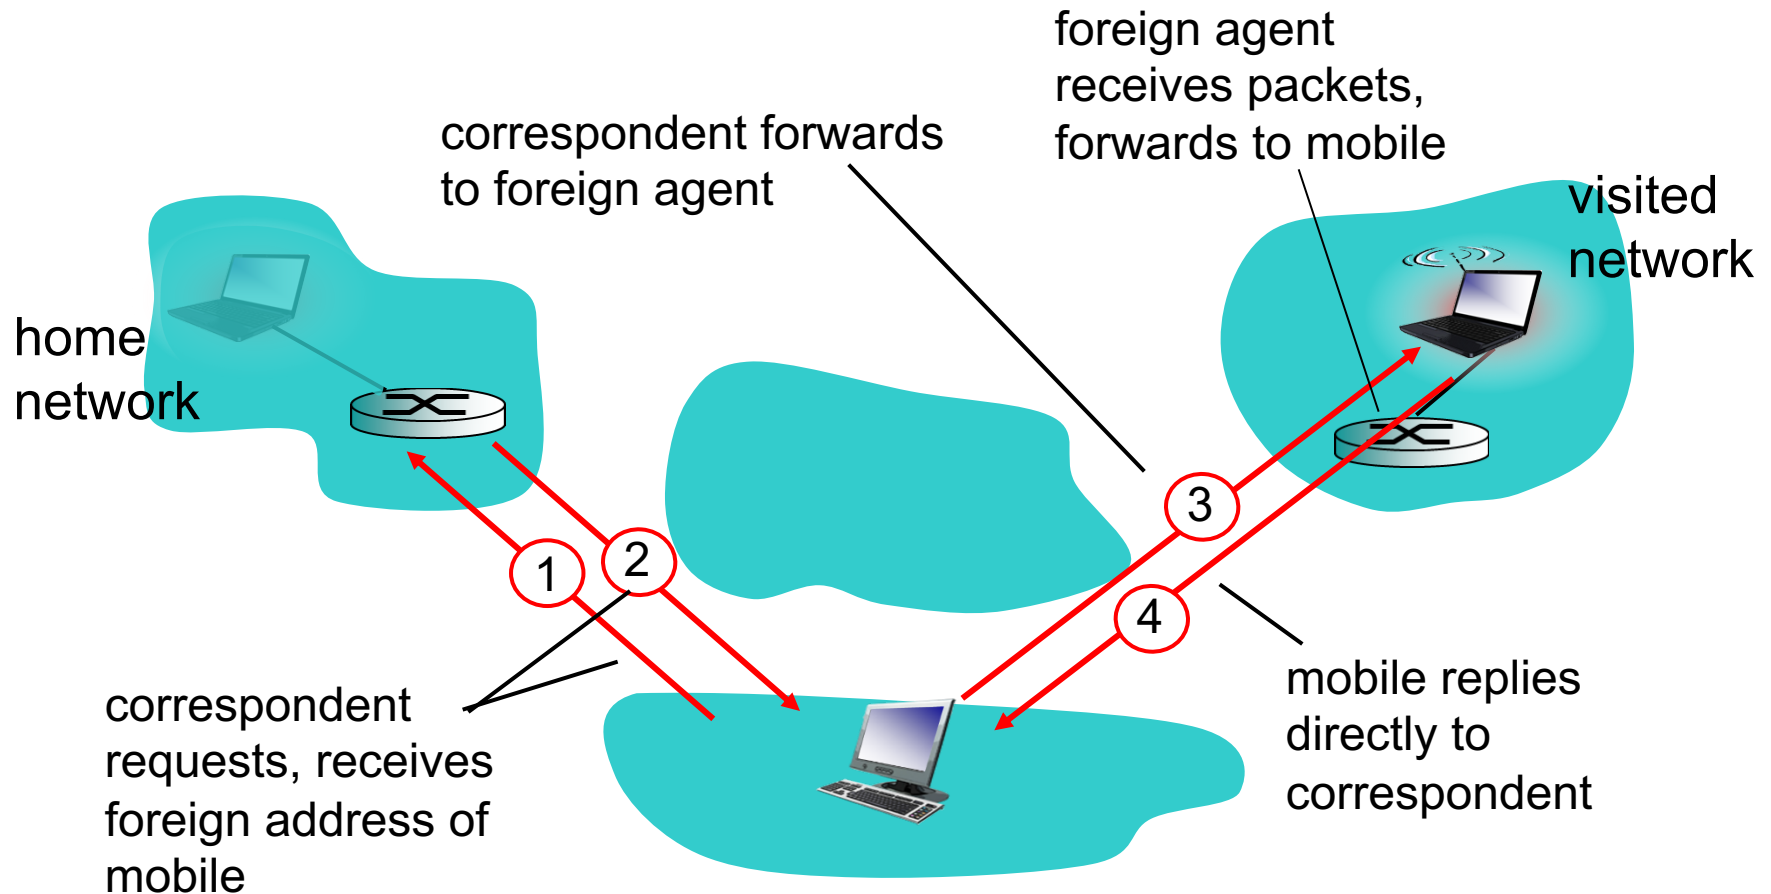 foreign agent
receives packets,
forwards to mobile
correspondent forwards
to foreign agent
visited
network
home
network
3
2
1
4
correspondent
requests, receives
foreign address of
mobile
mobile replies
directly to
correspondent